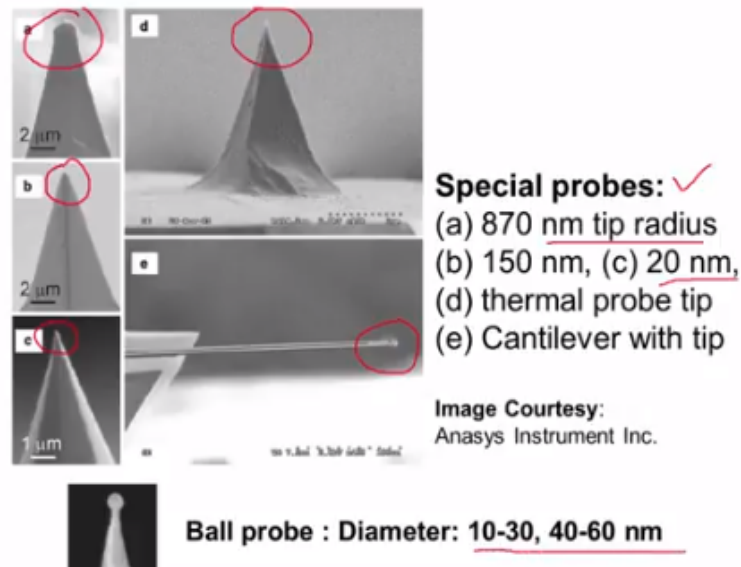 a
2 µm
b
2 µm
c
1 µm
d
e
Special probes:
(a) 870 nm tip radius
(b) 150 nm, (c) 20 nm,
(d) thermal probe tip
(e) Cantilever with tip
Image Courtesy:
Anasys Instrument Inc.
Ball probe : Diameter: 10-30, 40-60 nm